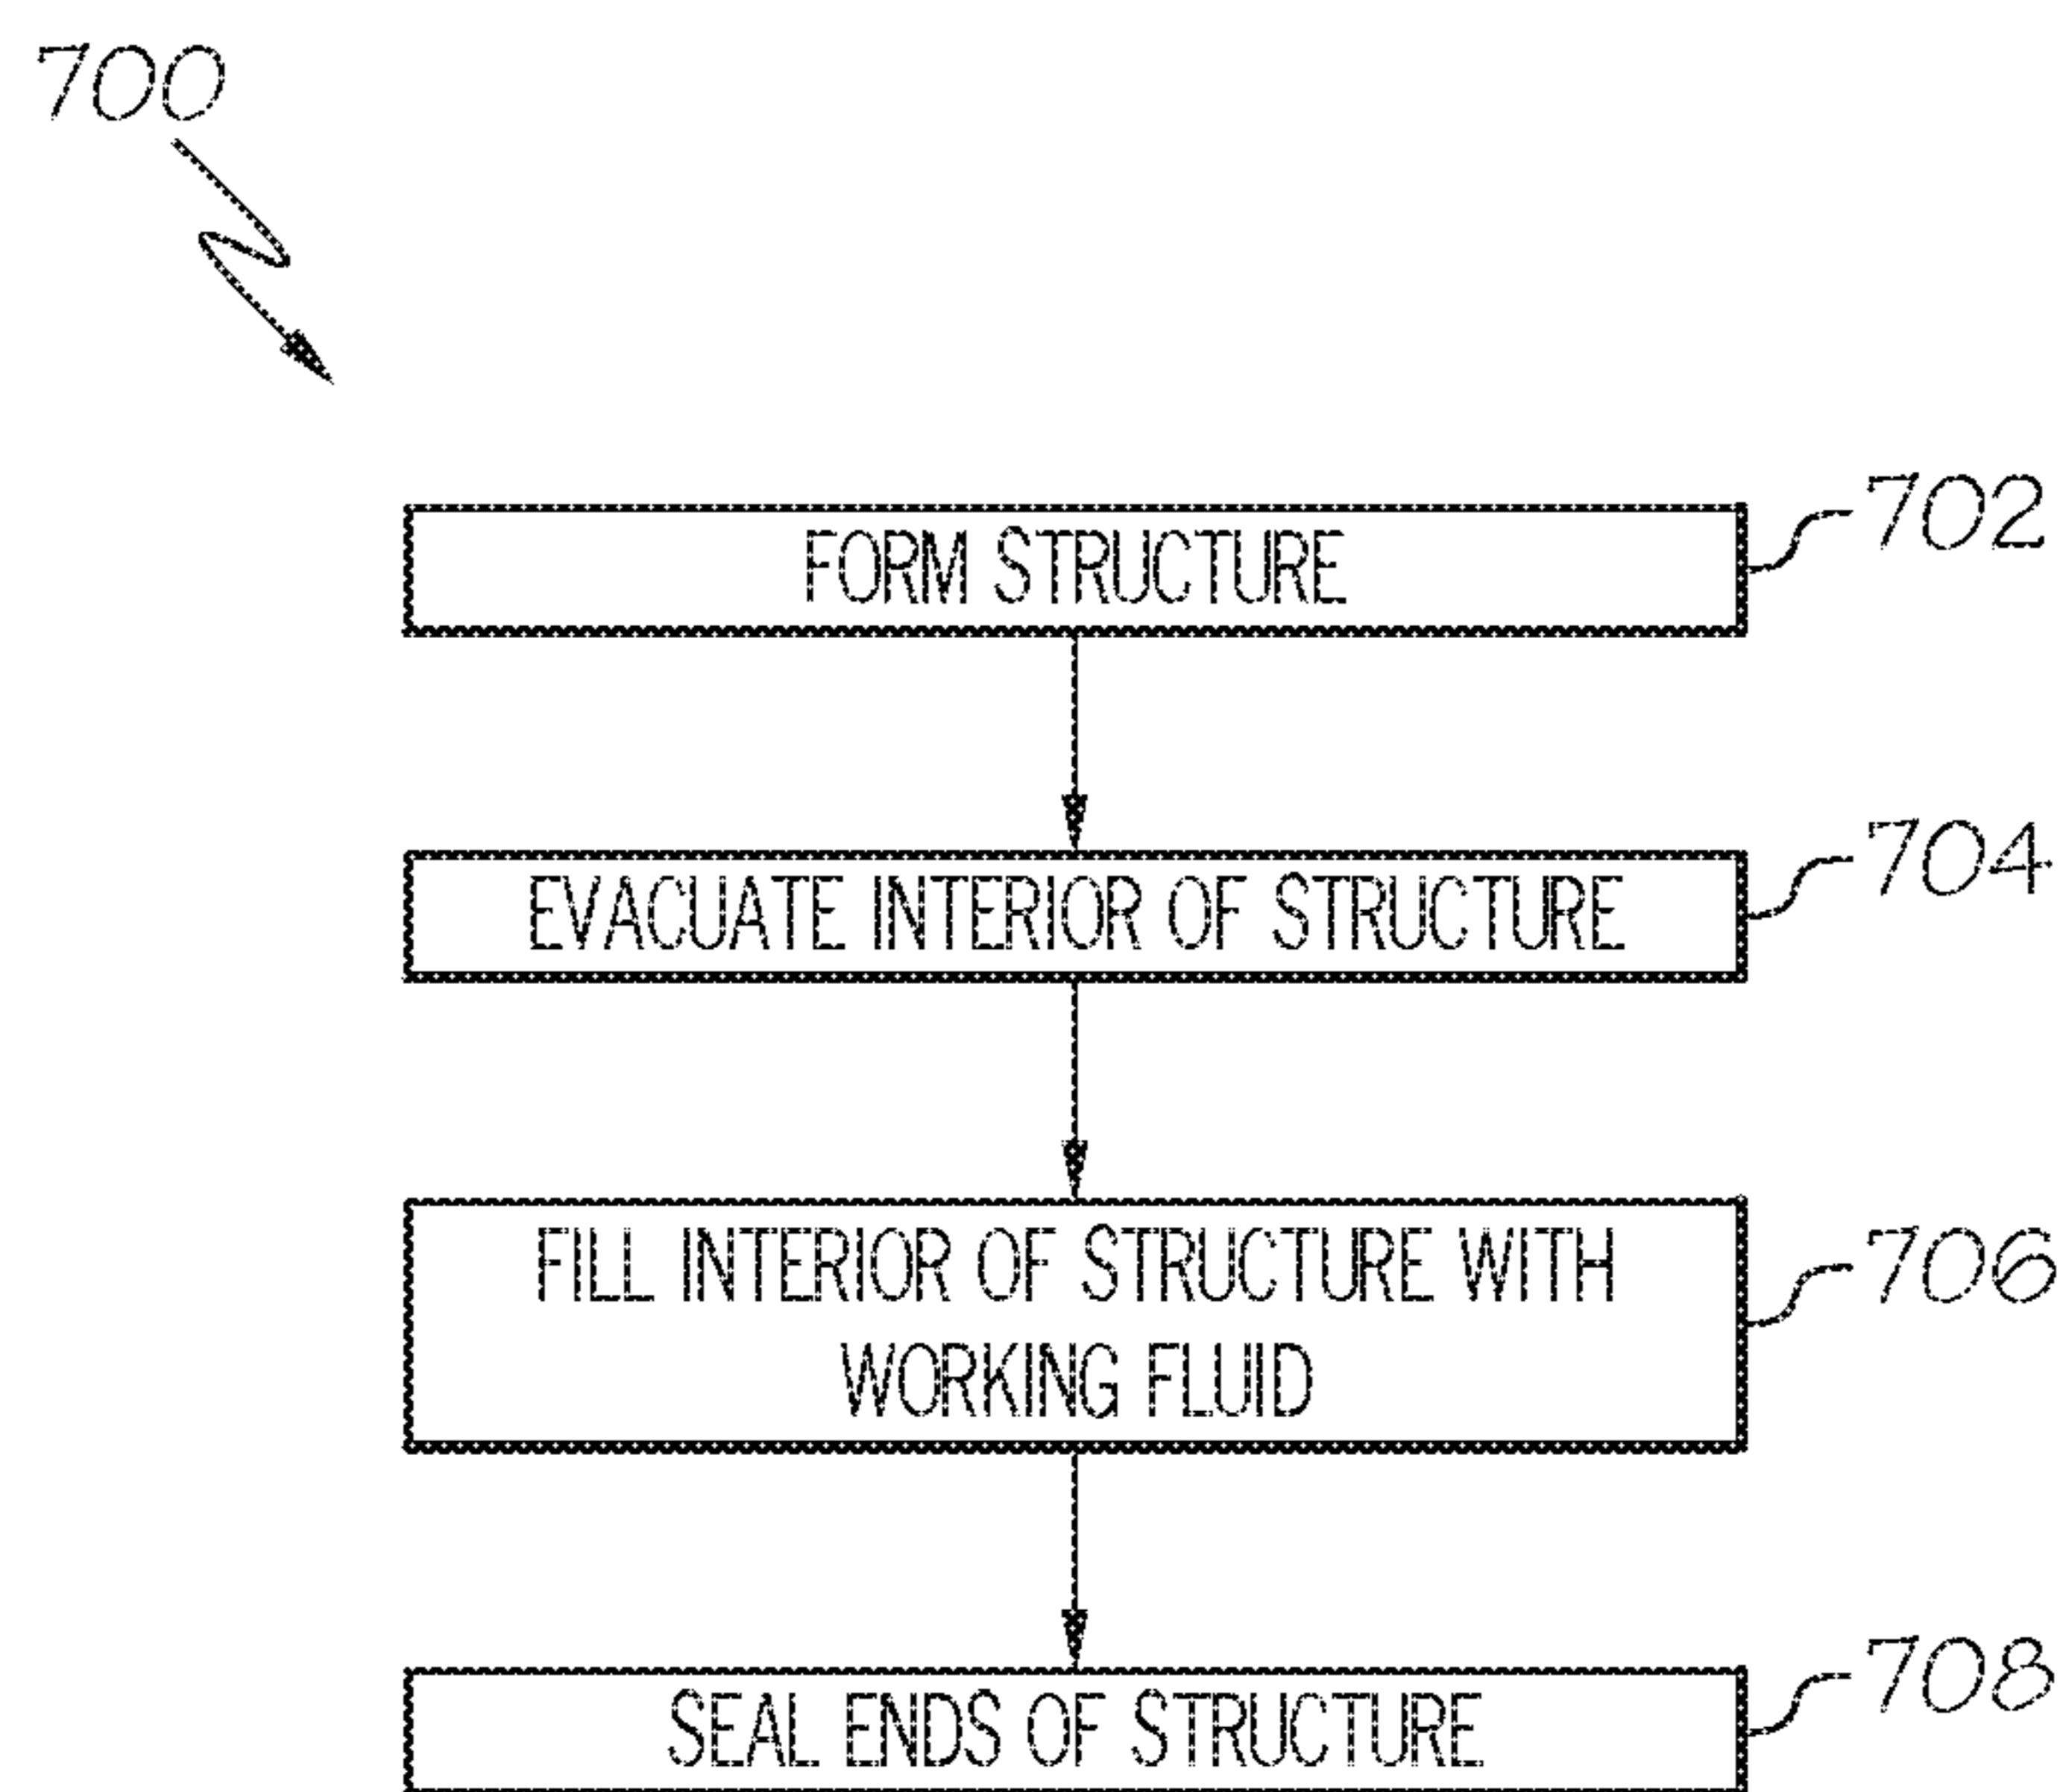 700
FORM STRUCTURE
702
EVACUATE INTERIOR OF STRUCTURE
704
FILL INTERIOR OF STRUCTURE WITH
WORKING FLUID
706
SEAL ENDS OF STRUCTURE
708